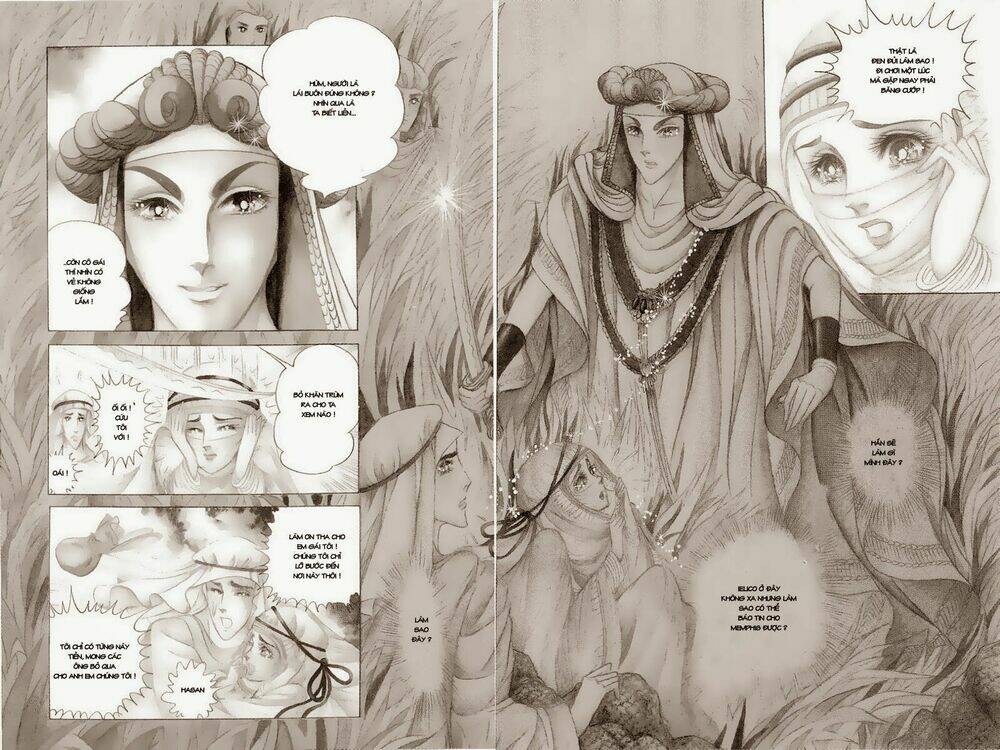 HỪM, NGƯỜI LÀ
LÁI BUÔN ĐÚNG KHÔNG ?
NHÌN QUA LÀ
TA BIẾT LIỀN...
...CÒN CÔ GÁI
THÌ NHÌN CÓ
VẺ KHÔNG
GIỐNG
LẮM !
BỎ KHĂN TRÙM
RA CHO TA
XEM NÀO !
ỐI ỐI !
CỨU
TÔI
VỚI !
GÁI !
LÀM ƠN THA CHO
EM GÁI TÔI !
CHÚNG TÔI CHỈ
LỠ BƯỚC ĐẾN
NƠI NÀY THÔI !
TÔI CHỈ CÓ TỪNG NÀY
TIỀN, MONG CÁC
ÔNG BỎ QUA
CHO ANH EM CHÚNG TÔI !
HASAN
LÀM
SAO
ĐÂY ?
THẬT LÀ
ĐEN ĐỦI LÀM SAO !
ĐI CHƠI MỘT LÚC
MÀ GẶP NGAY PHẢI
BĂNG CƯỚP !
HẮN SẼ
LÀM GÌ
MÌNH ĐÂY ?
IELICO Ở ĐÂY
KHÔNG XA NHƯNG LÀM
SAO CÓ THỂ
BÁO TIN CHO
MEMPHIS ĐƯỢC ?